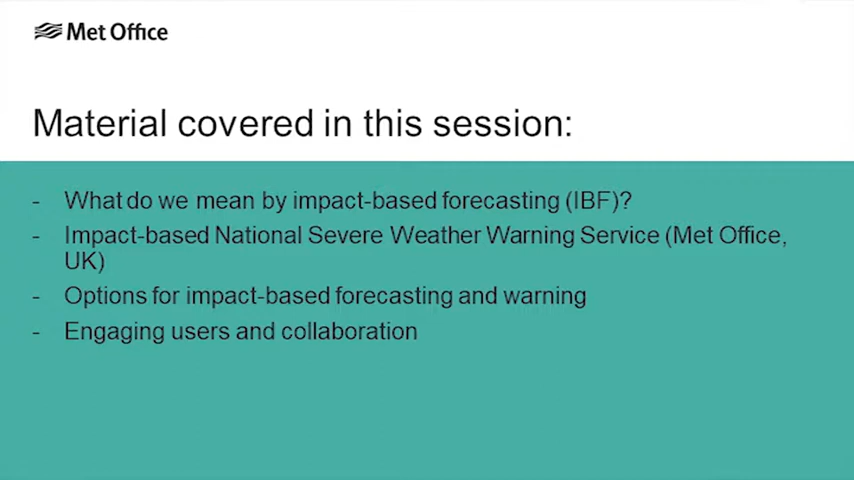 Met Office
Material covered in this session:
- What do we mean by impact-based forecasting (IBF)?
- Impact-based National Severe Weather Warning Service (Met Office,
UK)
- Options for impact-based forecasting and warning
- Engaging users and collaboration